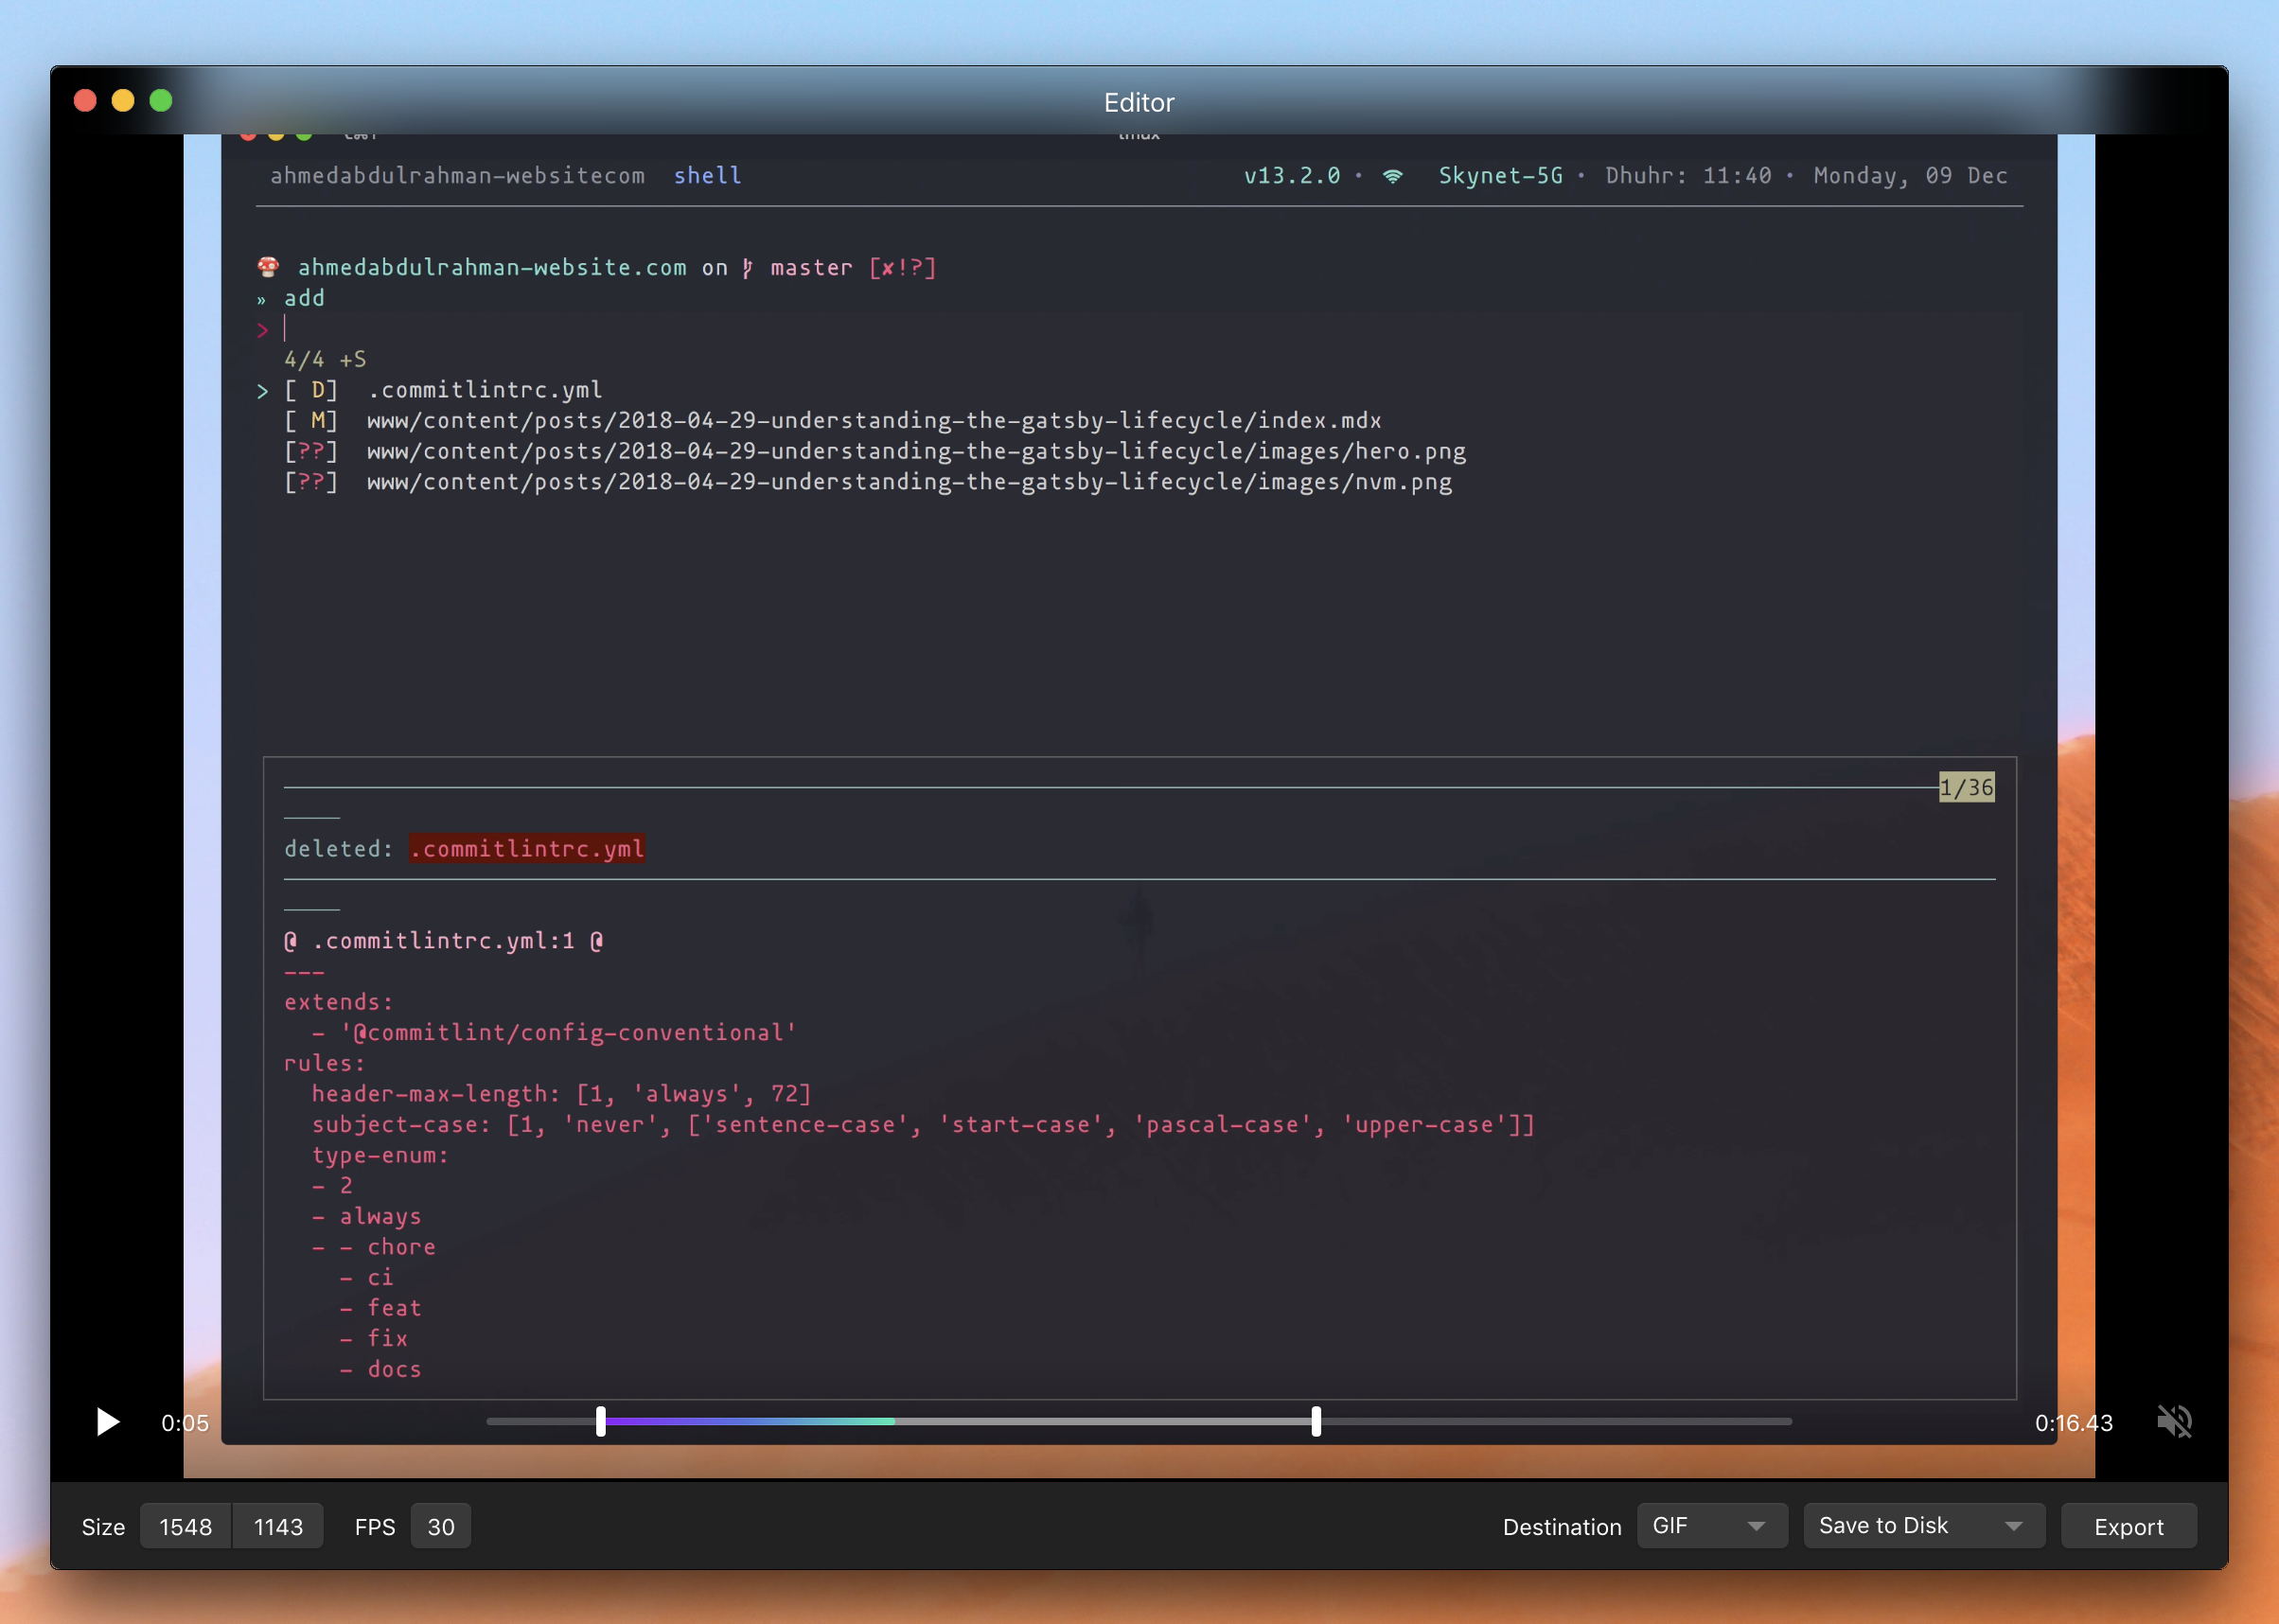 Editor
ahmedabdulrahman-websitecom shell v13.2.0 • Skynet-5G • Dhuhr: 11:40 • Monday, 09 Dec
ahmedabdulrahman-website.com on master [✘!?]
» add
>
4/4 +S
> [ D] .commitlintrc.yml
[ M] www/content/posts/2018-04-29-understanding-the-gatsby-lifecycle/index.mdx
[??] www/content/posts/2018-04-29-understanding-the-gatsby-lifecycle/images/hero.png
[??] www/content/posts/2018-04-29-understanding-the-gatsby-lifecycle/images/nvm.png
1/36
deleted: .commitlintrc.yml
@ .commitlintrc.yml:1 @
---
extends:
- '@commitlint/config-conventional'
rules:
header-max-length: [1, 'always', 72]
subject-case: [1, 'never', ['sentence-case', 'start-case', 'pascal-case', 'upper-case']]
type-enum:
- 2
- always
- - chore
- ci
- feat
- fix
- docs
0:05 0:16.43
Size 1548 1143 FPS 30 Destination GIF Save to Disk Export